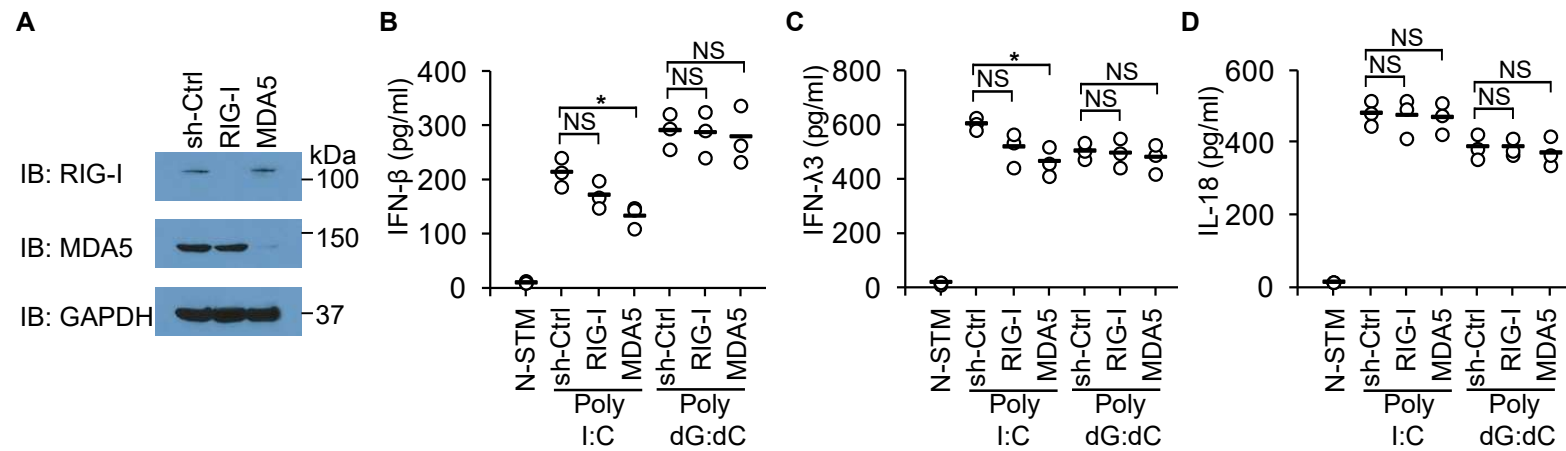 A
sh-Ctrl
RIG-I
MDA5
kDa
IB: RIG-I
100
IB: MDA5
150
IB: GAPDH
37
B
IFN-β (pg/ml)
400
300
200
100
0
NS
*
NS
NS
N-STM
sh-Ctrl
RIG-I
MDA5
sh-Ctrl
RIG-I
MDA5
Poly
I:C
Poly
dG:dC
C
IFN-λ3 (pg/ml)
800
600
400
200
0
NS
*
NS
NS
N-STM
sh-Ctrl
RIG-I
MDA5
sh-Ctrl
RIG-I
MDA5
Poly
I:C
Poly
dG:dC
D
IL-18 (pg/ml)
600
400
200
0
NS
NS
NS
NS
N-STM
sh-Ctrl
RIG-I
MDA5
sh-Ctrl
RIG-I
MDA5
Poly
I:C
Poly
dG:dC